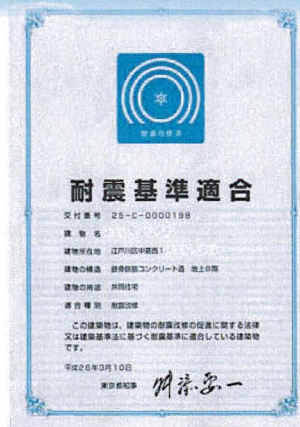 耐震改修済
耐震基準適合
交付番号 25-C-0000198
建物名
建物所在地 江戸川区中葛西1
建物の構造 鉄骨鉄筋コンクリート造 地上8階
建物の用途 共同住宅
適合種別 耐震改修
この建築物は、建築物の耐震改修の促進に関する法律
又は建築基準法に基づく耐震基準に適合している建築物
です。
平成26年3月10日
東京都知事 舛添要一